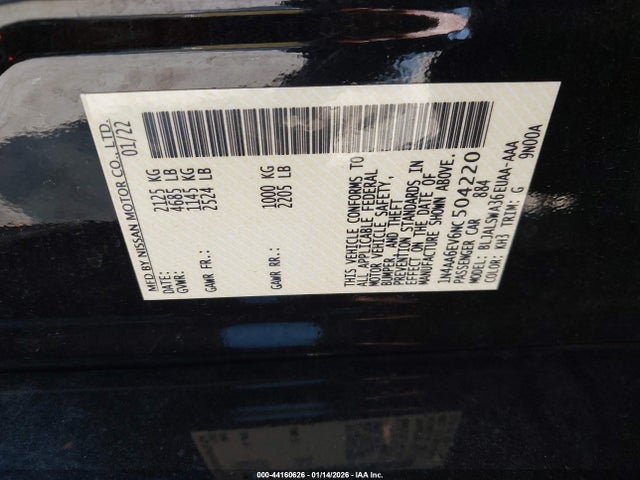 MFD BY NISSAN MOTOR CO., LTD.
DATE: 01/22
GVWR: 2125 KG
4685 LB
GAWR FR: 1145 KG
2524 LB
GAWR RR: 1000 KG
2205 LB
THIS VEHICLE CONFORMS TO
ALL APPLICABLE FEDERAL
MOTOR VEHICLE SAFETY,
BUMPER, AND THEFT
PREVENTION STANDARDS IN
EFFECT ON THE DATE OF
MANUFACTURE SHOWN ABOVE.
1N4AA6EV6NC504220
PASSENGER CAR 884
MODEL: BLJALSWA36EUAA-AAA
COLOR: KH3 TRIM: G 9N00A
000-44160626 - 01/14/2026 - IAA Inc.